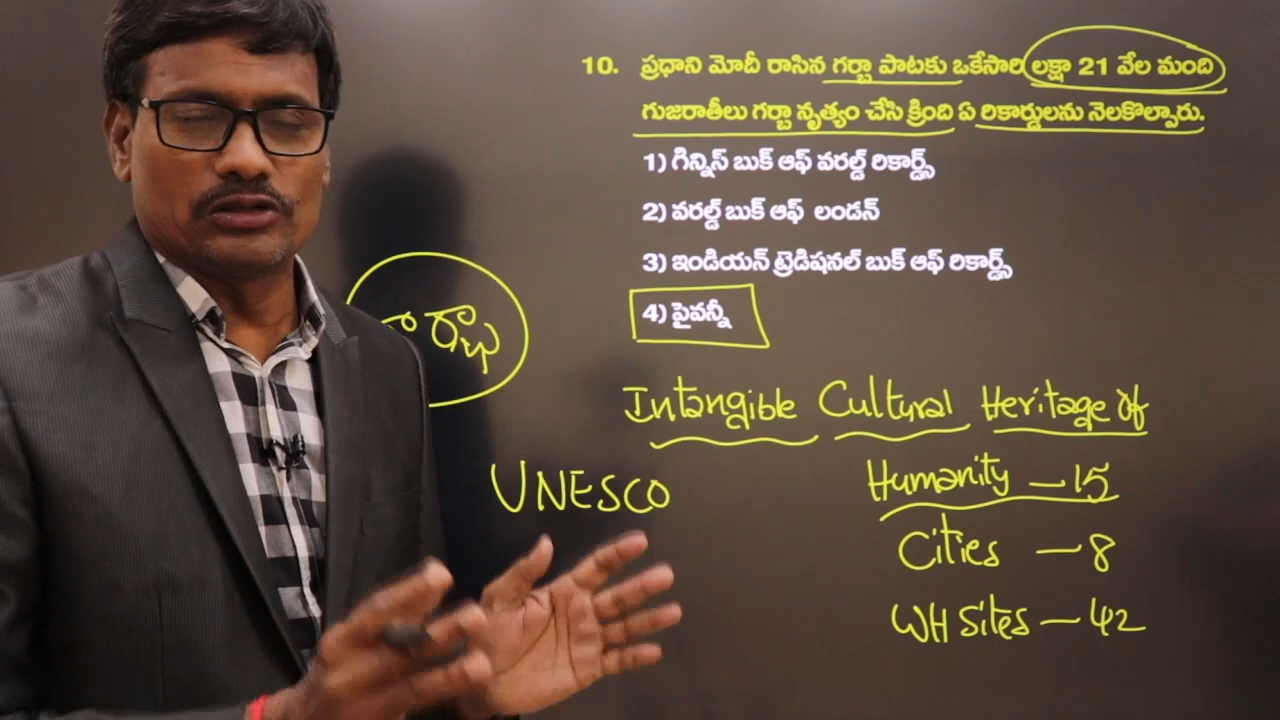 10. ప్రధాని మోదీ రాసిన గర్బా పాటకు ఒకేసారి లక్షా 21 వేల మంది
గుజరాతీలు గర్బా నృత్యం చేసి క్రింది ఏ రికార్డులను నెలకొల్పారు.
1) గిన్నిస్ బుక్ ఆఫ్ వరల్డ్ రికార్డ్స్
2) వరల్డ్ బుక్ ఆఫ్ లండన్
3) ఇండియన్ ట్రెడిషనల్ బుక్ ఆఫ్ రికార్డ్స్
4) పైవన్నీ
Intangible Cultural Heritage of
Humanity - 15
UNESCO
Cities - 8
WH Sites - 42